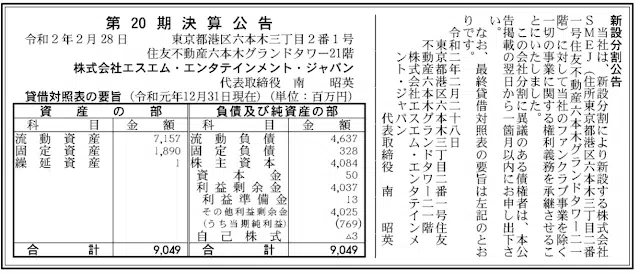 新設分割公告
当社は、新設分割により新設する株式会社
SMEJ(住所東京都港区六本木三丁目二番
一号住友不動産六本木グランドタワー二一
階)に対して当社のファンクラブ事業を除く
一切の事業に関する権利義務を承継させるこ
とにいたしました。
この会社分割に異議のある債権者は、本公
告掲載の翌日から一箇月以内にお申し出下さ
い。
なお、最終貸借対照表の要旨は左記のとお
りです。
令和二年二月二十八日
東京都港区六本木三丁目二番一号住友
不動産六本木グランドタワー二一階
株式会社エスエム・エンタテインメ
ント・ジャパン
代表取締役 南 昭英
第20期決算公告
令和2年2月28日 東京都港区六本木三丁目2番1号
住友不動産六本木グランドタワー21階
株式会社エスエム・エンタテインメント・ジャパン
代表取締役 南 昭英
貸借対照表の要旨(令和元年12月31日現在)(単位:百万円)
資産の部 負債及び純資産の部
科目 金額 科目 金額
流動資産 7,157 流動負債 4,637
固定資産 1,890 固定負債 328
繰延資産 1 株主資本 4,084
資本金 50
利益剰余金 4,037
利益準備金 13
その他利益剰余金 4,025
(うち当期純利益) (769)
自己株式 △3
合計 9,049 合計 9,049